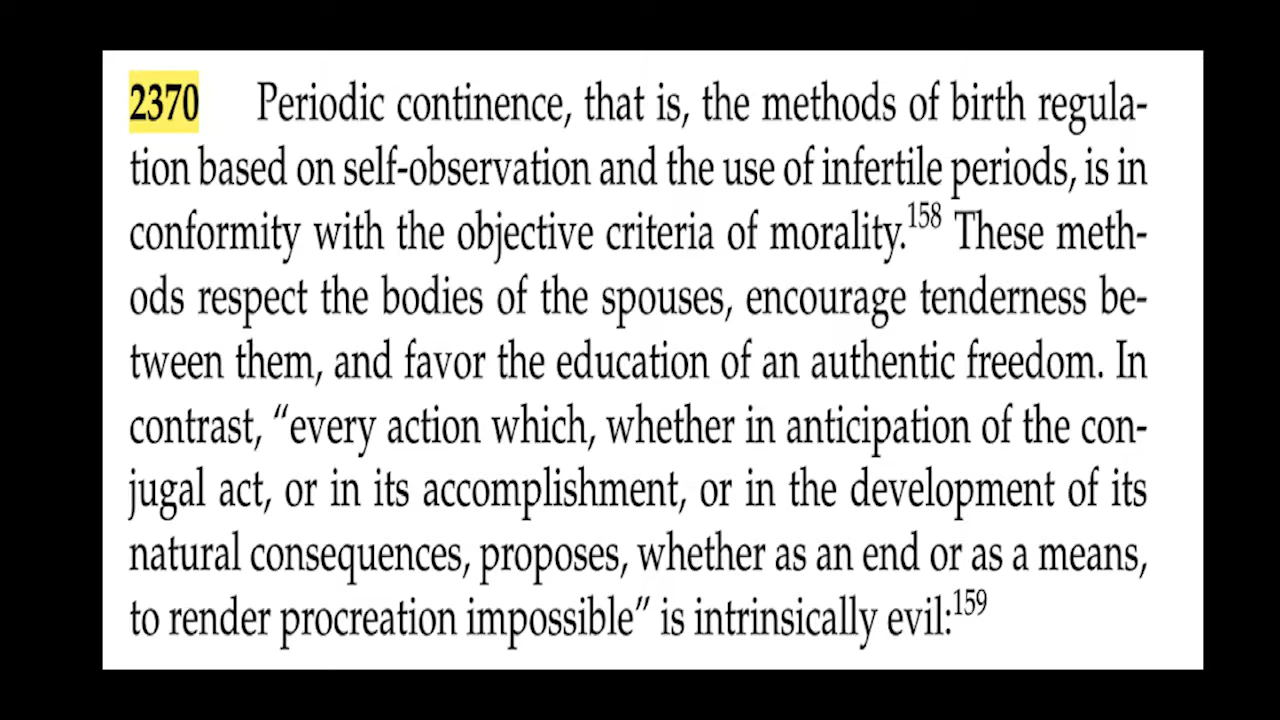 2370 Periodic continence, that is, the methods of birth regula-
tion based on self-observation and the use of infertile periods, is in
conformity with the objective criteria of morality.158 These meth-
ods respect the bodies of the spouses, encourage tenderness be-
tween them, and favor the education of an authentic freedom. In
contrast, “every action which, whether in anticipation of the con-
jugal act, or in its accomplishment, or in the development of its
natural consequences, proposes, whether as an end or as a means,
to render procreation impossible” is intrinsically evil:159